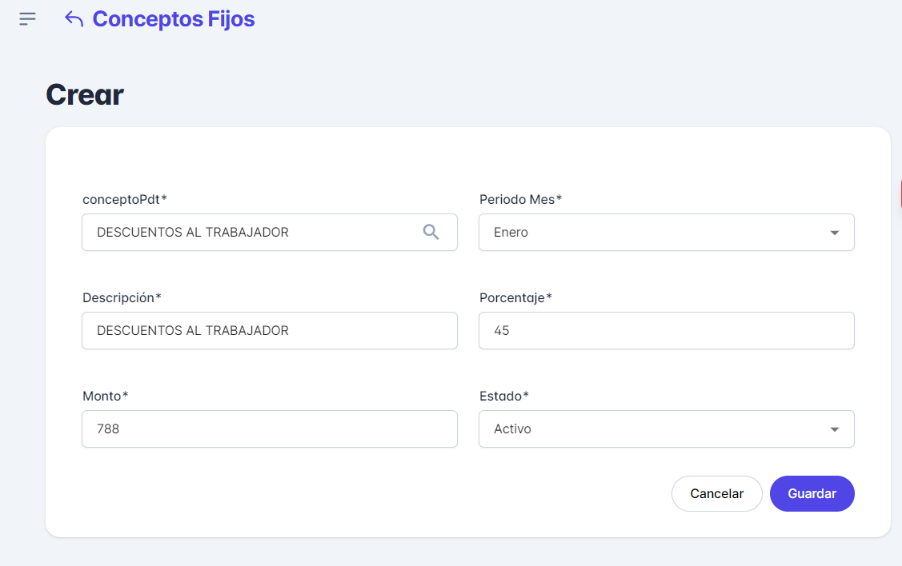 Conceptos Fijos
Crear
conceptoPdt*
DESCUENTOS AL TRABAJADOR
Periodo Mes*
Enero
Descripción*
DESCUENTOS AL TRABAJADOR
Porcentaje*
45
Monto*
788
Estado*
Activo
Cancelar
Guardar